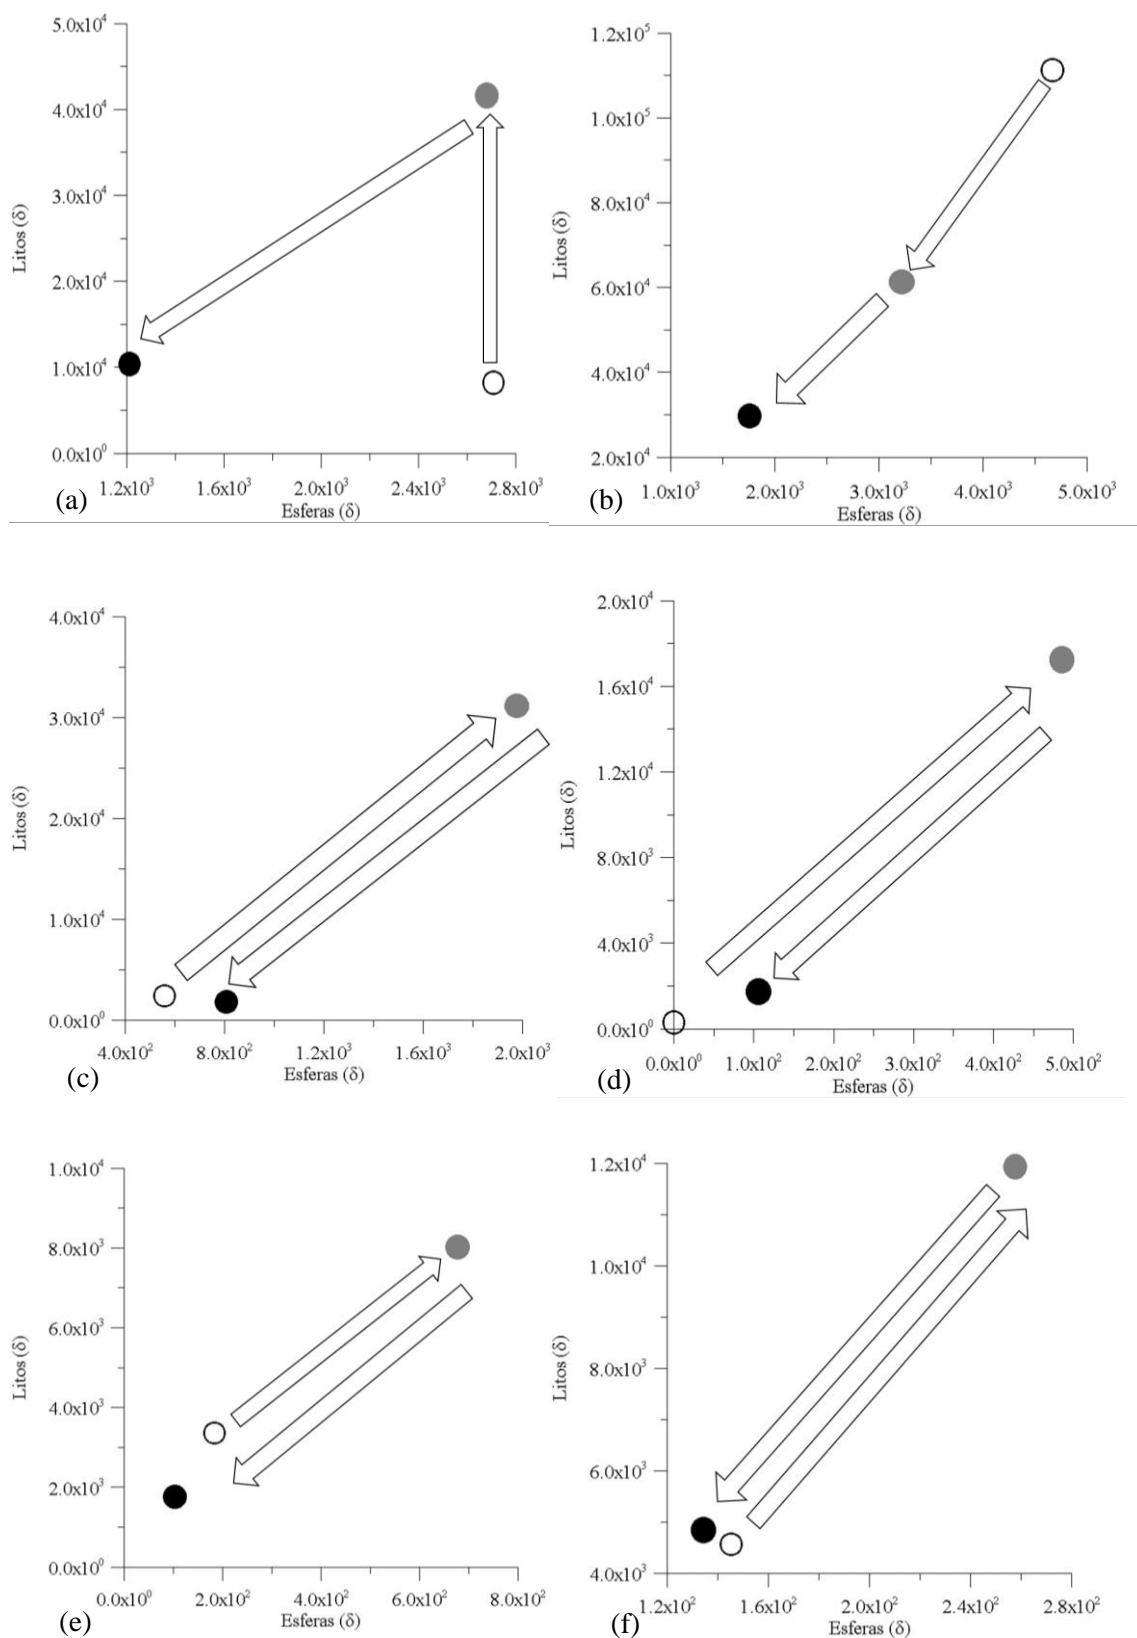 5.0x10⁴
4.0x10⁴
3.0x10⁴
2.0x10⁴
1.0x10⁴
0.0x10⁰
Litos (δ)
1.2x10³ 1.6x10³ 2.0x10³ 2.4x10³ 2.8x10³
Esferas (δ)
(a)
1.2x10⁵
1.0x10⁵
8.0x10⁴
6.0x10⁴
4.0x10⁴
2.0x10⁴
Litos (δ)
1.0x10³ 2.0x10³ 3.0x10³ 4.0x10³ 5.0x10³
Esferas (δ)
(b)
4.0x10⁴
3.0x10⁴
2.0x10⁴
1.0x10⁴
0.0x10⁰
Litos (δ)
4.0x10² 8.0x10² 1.2x10³ 1.6x10³ 2.0x10³
Esferas (δ)
(c)
2.0x10⁴
1.6x10⁴
1.2x10⁴
8.0x10³
4.0x10³
0.0x10⁰
Litos (δ)
0.0x10⁰ 1.0x10² 2.0x10² 3.0x10² 4.0x10² 5.0x10²
Esferas (δ)
(d)
1.0x10⁴
8.0x10³
6.0x10³
4.0x10³
2.0x10³
0.0x10⁰
Litos (δ)
0.0x10⁰ 2.0x10² 4.0x10² 6.0x10² 8.0x10²
Esferas (δ)
(e)
1.2x10⁴
1.0x10⁴
8.0x10³
6.0x10³
4.0x10³
Litos (δ)
1.2x10² 1.6x10² 2.0x10² 2.4x10² 2.8x10²
Esferas (δ)
(f)